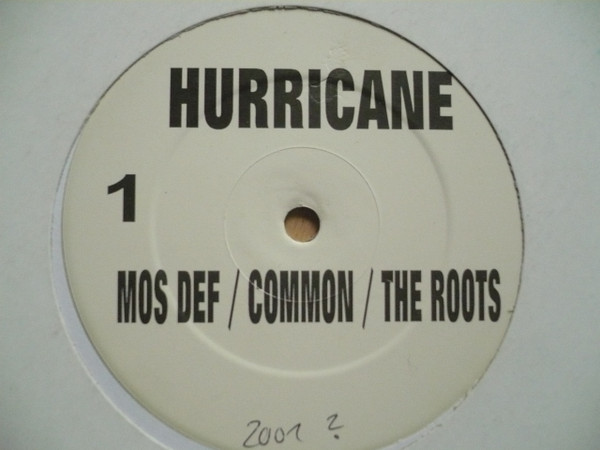 HURRICANE
1
MOS DEF / COMMON / THE ROOTS
2001 ?